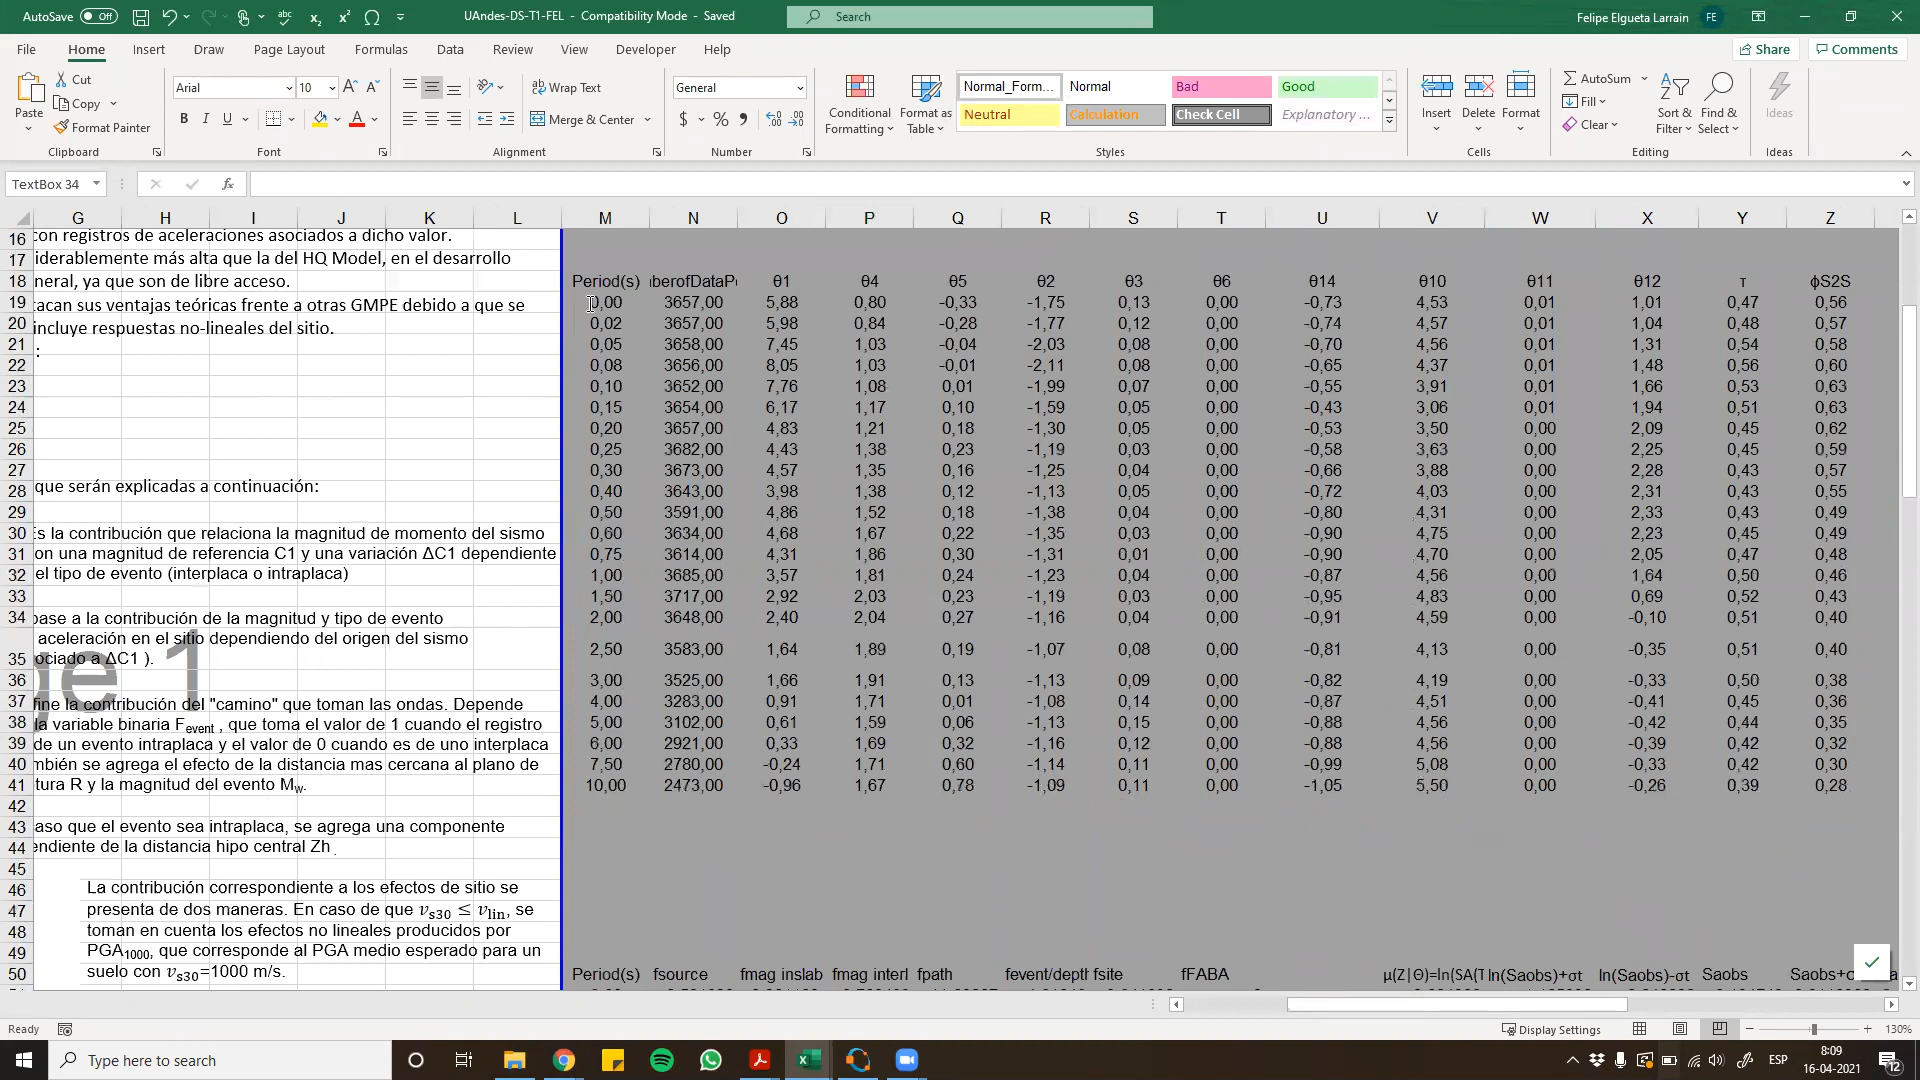 AutoSave Off
UAndes-DS-T1-FEL - Compatibility Mode - Saved
Search
Felipe Elgueta Larrain FE
File Home Insert Draw Page Layout Formulas Data Review View Developer Help
Share Comments
Paste
Cut
Copy
Format Painter
Clipboard
Arial 10
B I U
Font
Wrap Text
Merge & Center
Alignment
General
$ % 9
Number
Conditional Formatting
Format as Table
Normal_Form... Normal Bad Good
Neutral Calculation Check Cell Explanatory ...
Styles
Insert Delete Format
Cells
AutoSum
Fill
Clear
Sort & Filter
Find & Select
Editing
Ideas
Ideas
TextBox 34
fx
G H I J K L M N O P Q R S T U V W X Y Z
16 con registros de aceleraciones asociados a dicho valor.
17 iderablemente más alta que la del HQ Model, en el desarrollo
18 neral, ya que son de libre acceso. Period(s) iberofDataP θ1 θ4 θ5 θ2 θ3 θ6 θ14 θ10 θ11 θ12 τ ϕS2S
19 tacan sus ventajas teóricas frente a otras GMPE debido a que se 0,00 3657,00 5,88 0,80 -0,33 -1,75 0,13 0,00 -0,73 4,53 0,01 1,01 0,47 0,56
20 incluye respuestas no-lineales del sitio. 0,02 3657,00 5,98 0,84 -0,28 -1,77 0,12 0,00 -0,74 4,57 0,01 1,04 0,48 0,57
21 : 0,05 3658,00 7,45 1,03 -0,04 -2,03 0,08 0,00 -0,70 4,56 0,01 1,31 0,54 0,58
22 0,08 3656,00 8,05 1,03 -0,01 -2,11 0,08 0,00 -0,65 4,37 0,01 1,48 0,56 0,60
23 0,10 3652,00 7,76 1,08 0,01 -1,99 0,07 0,00 -0,55 3,91 0,01 1,66 0,53 0,63
24 0,15 3654,00 6,17 1,17 0,10 -1,59 0,05 0,00 -0,43 3,06 0,01 1,94 0,51 0,63
25 0,20 3657,00 4,83 1,21 0,18 -1,30 0,05 0,00 -0,53 3,50 0,00 2,09 0,45 0,62
26 0,25 3682,00 4,43 1,38 0,23 -1,19 0,03 0,00 -0,58 3,63 0,00 2,25 0,45 0,59
27 0,30 3673,00 4,57 1,35 0,16 -1,25 0,04 0,00 -0,66 3,88 0,00 2,28 0,43 0,57
28 que serán explicadas a continuación: 0,40 3643,00 3,98 1,38 0,12 -1,13 0,05 0,00 -0,72 4,03 0,00 2,31 0,43 0,55
29 0,50 3591,00 4,86 1,52 0,18 -1,38 0,04 0,00 -0,80 4,31 0,00 2,33 0,43 0,49
30 Es la contribución que relaciona la magnitud de momento del sismo 0,60 3634,00 4,68 1,67 0,22 -1,35 0,03 0,00 -0,90 4,75 0,00 2,23 0,45 0,49
31 on una magnitud de referencia C1 y una variación ΔC1 dependiente 0,75 3614,00 4,31 1,86 0,30 -1,31 0,01 0,00 -0,90 4,70 0,00 2,05 0,47 0,48
32 el tipo de evento (interplaca o intraplaca) 1,00 3685,00 3,57 1,81 0,24 -1,23 0,04 0,00 -0,87 4,56 0,00 1,64 0,50 0,46
33 1,50 3717,00 2,92 2,03 0,23 -1,19 0,03 0,00 -0,95 4,83 0,00 0,69 0,52 0,43
34 base a la contribución de la magnitud y tipo de evento 2,00 3648,00 2,40 2,04 0,27 -1,16 0,04 0,00 -0,91 4,59 0,00 -0,10 0,51 0,40
aceleración en el sitio dependiendo del origen del sismo
35 ociado a ΔC1 ). 2,50 3583,00 1,64 1,89 0,19 -1,07 0,08 0,00 -0,81 4,13 0,00 -0,35 0,51 0,40
ge 1
36 3,00 3525,00 1,66 1,91 0,13 -1,13 0,09 0,00 -0,82 4,19 0,00 -0,33 0,50 0,38
37 fine la contribución del "camino" que toman las ondas. Depende 4,00 3283,00 0,91 1,71 0,01 -1,08 0,14 0,00 -0,87 4,51 0,00 -0,41 0,45 0,36
38 la variable binaria Fevent , que toma el valor de 1 cuando el registro 5,00 3102,00 0,61 1,59 0,06 -1,13 0,15 0,00 -0,88 4,56 0,00 -0,42 0,44 0,35
39 de un evento intraplaca y el valor de 0 cuando es de uno interplaca 6,00 2921,00 0,33 1,69 0,32 -1,16 0,12 0,00 -0,88 4,56 0,00 -0,39 0,42 0,32
40 mbién se agrega el efecto de la distancia mas cercana al plano de 7,50 2780,00 -0,24 1,71 0,60 -1,14 0,11 0,00 -0,99 5,08 0,00 -0,33 0,42 0,30
41 tura R y la magnitud del evento Mw. 10,00 2473,00 -0,96 1,67 0,78 -1,09 0,11 0,00 -1,05 5,50 0,00 -0,26 0,39 0,28
42
43 caso que el evento sea intraplaca, se agrega una componente
44 endiente de la distancia hipo central Zh .
45
46 La contribución correspondiente a los efectos de sitio se
47 presenta de dos maneras. En caso de que vs30 ≤ vlin, se
48 toman en cuenta los efectos no lineales producidos por
49 PGA1000, que corresponde al PGA medio esperado para un
50 suelo con vs30=1000 m/s. Period(s) fsource fmag inslab fmag interl fpath fevent/depth fsite fFABA μ(Z|Θ)=ln(SA(T ln(Saobs)+σt ln(Saobs)-σt Saobs Saobs+σ
Ready
Display Settings
130%
Type here to search
ESP
8:09
16-04-2021
12